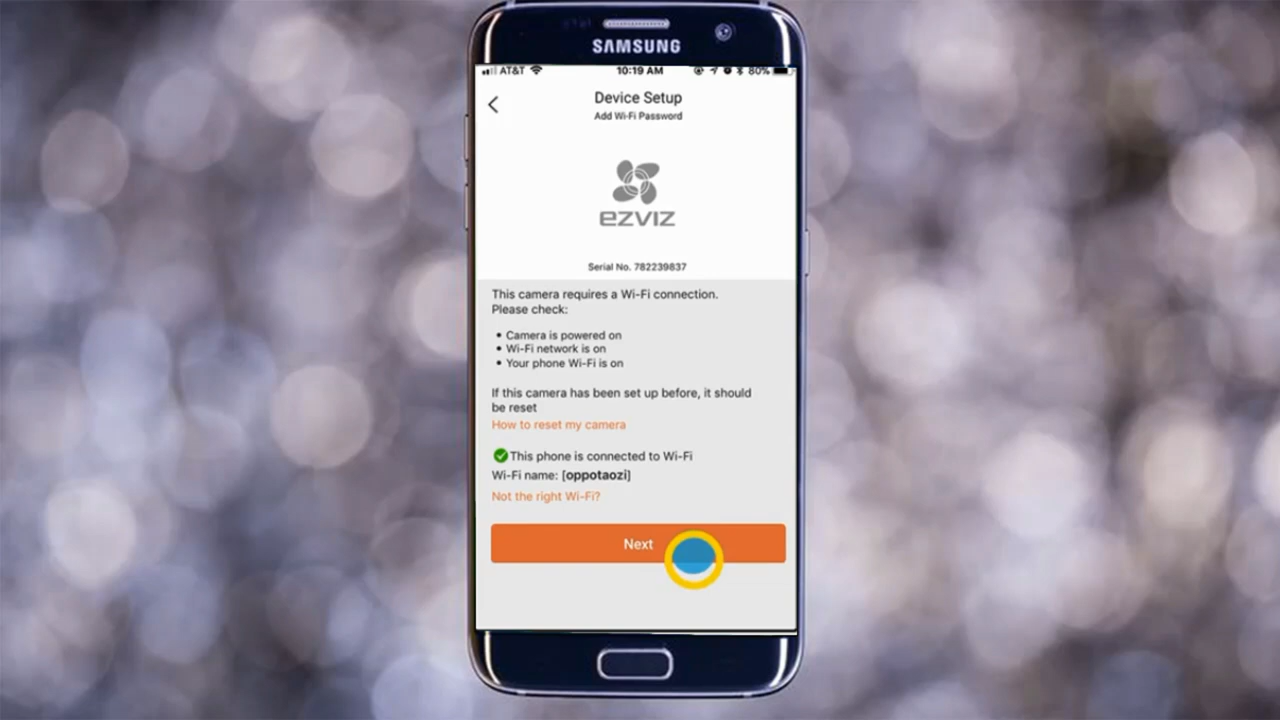 SAMSUNG
AT&T 10:19 AM 80%
Device Setup
Add Wi-Fi Password
ezviz
Serial No. 782239837
This camera requires a Wi-Fi connection.
Please check:
• Camera is powered on
• Wi-Fi network is on
• Your phone Wi-Fi is on
If this camera has been set up before, it should
be reset
How to reset my camera
This phone is connected to Wi-Fi
Wi-Fi name: [oppotaozi]
Not the right Wi-Fi?
Next